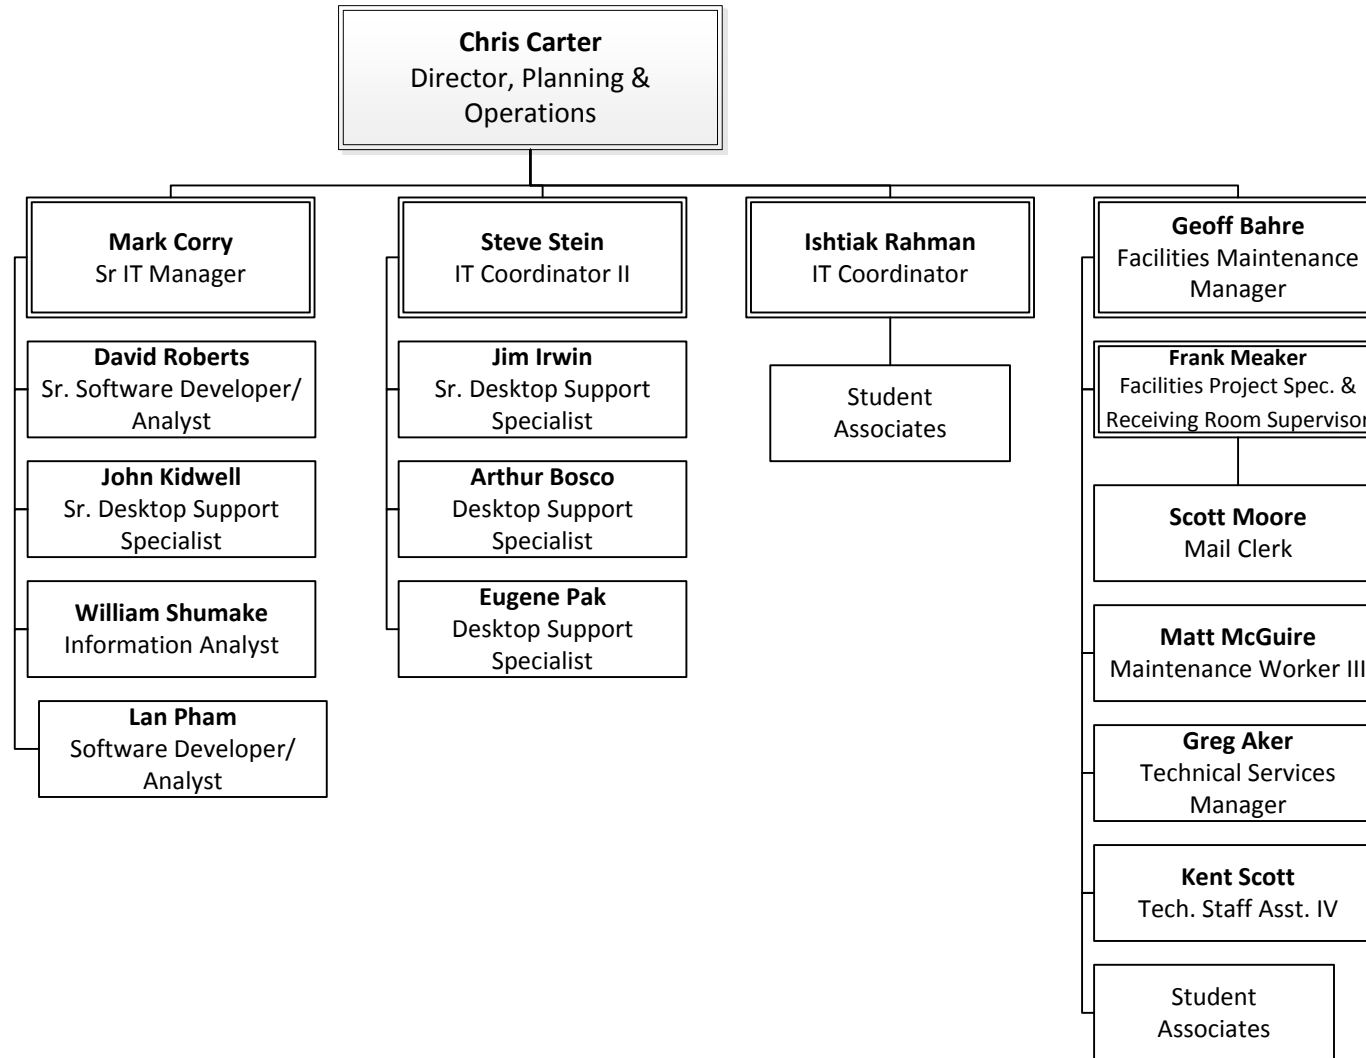 Chris Carter
Director, Planning &
Operations
Mark Corry
Sr IT Manager
David Roberts
Sr. Software Developer/
Analyst
John Kidwell
Sr. Desktop Support
Specialist
William Shumake
Information Analyst
Lan Pham
Software Developer/
Analyst
Steve Stein
IT Coordinator II
Jim Irwin
Sr. Desktop Support
Specialist
Arthur Bosco
Desktop Support
Specialist
Eugene Pak
Desktop Support
Specialist
Ishtiak Rahman
IT Coordinator
Student
Associates
Geoff Bahre
Facilities Maintenance
Manager
Frank Meaker
Facilities Project Spec. &
Receiving Room Supervisor
Scott Moore
Mail Clerk
Matt McGuire
Maintenance Worker III
Greg Aker
Technical Services
Manager
Kent Scott
Tech. Staff Asst. IV
Student
Associates